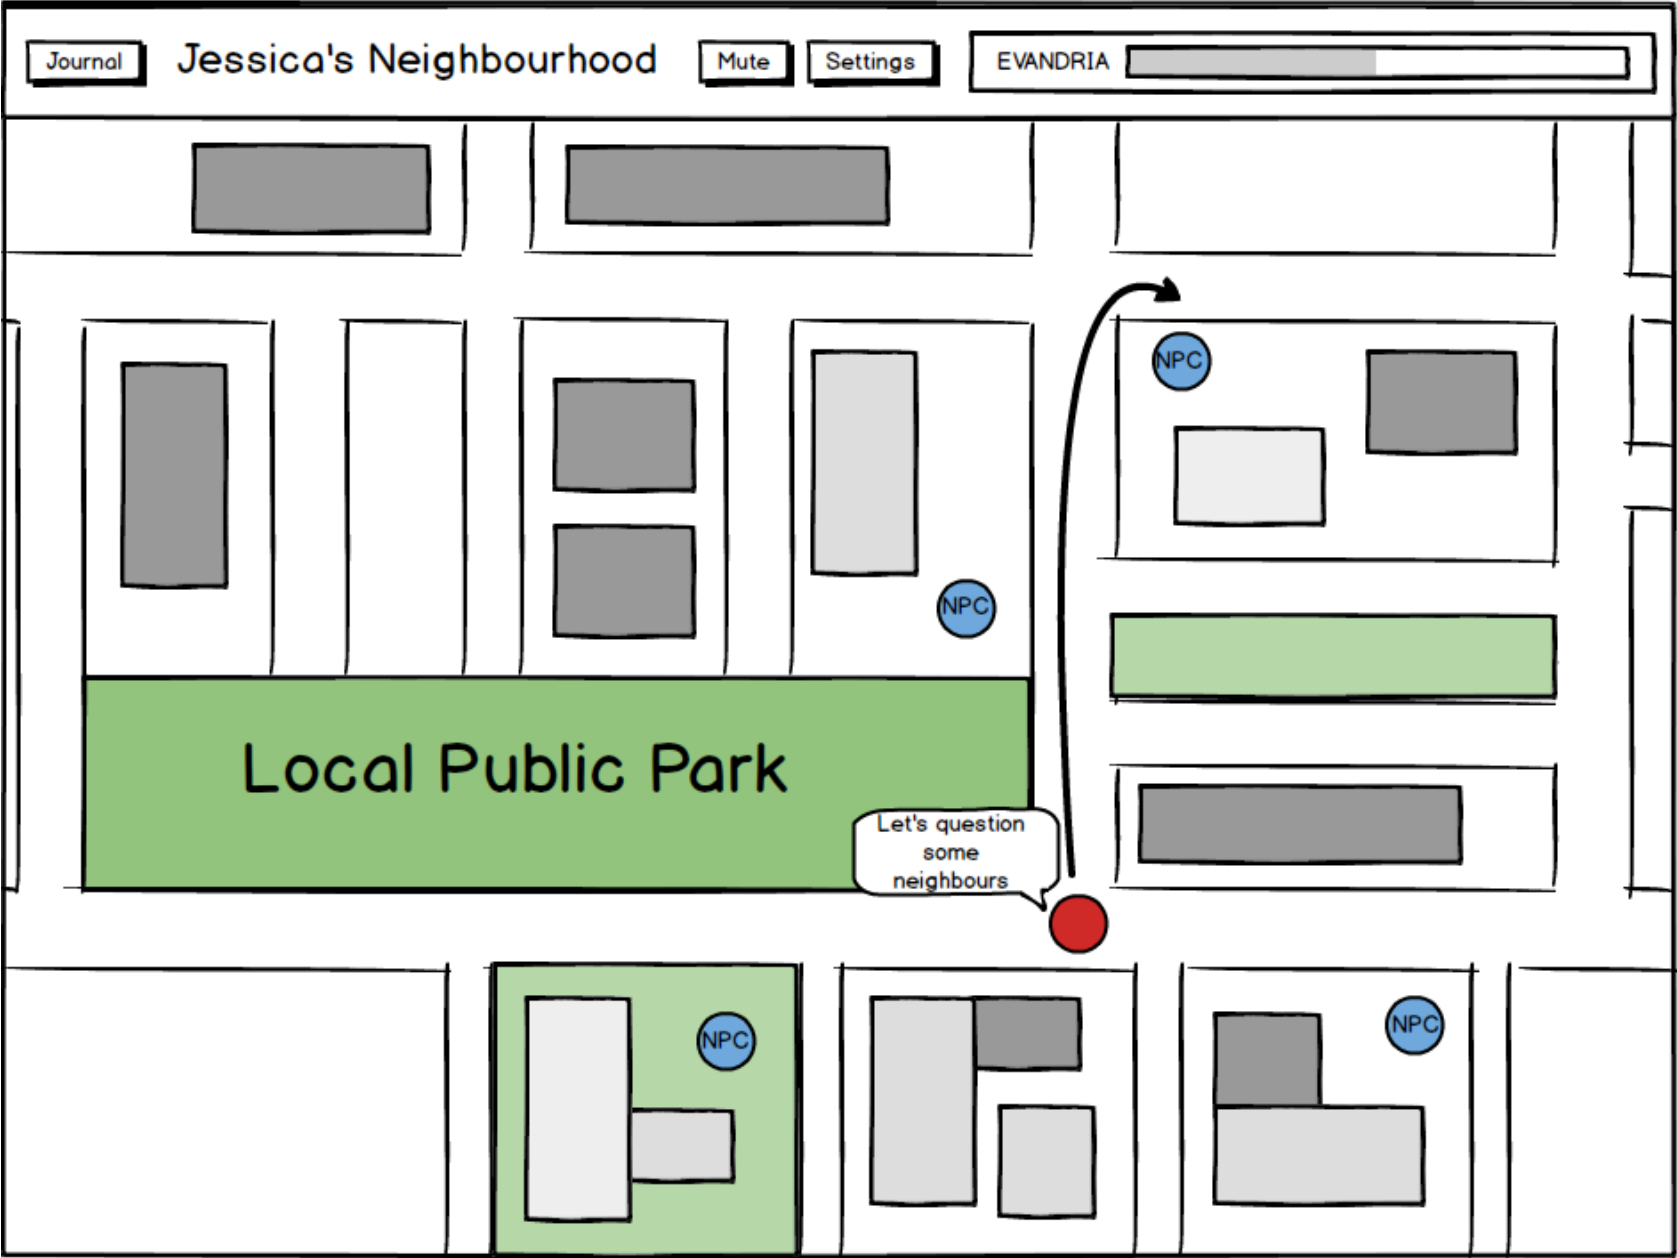 Journal
Jessica's Neighbourhood
Mute
Settings
EVANDRIA
NPC
NPC
Local Public Park
Let's question
some
neighbours
NPC
NPC